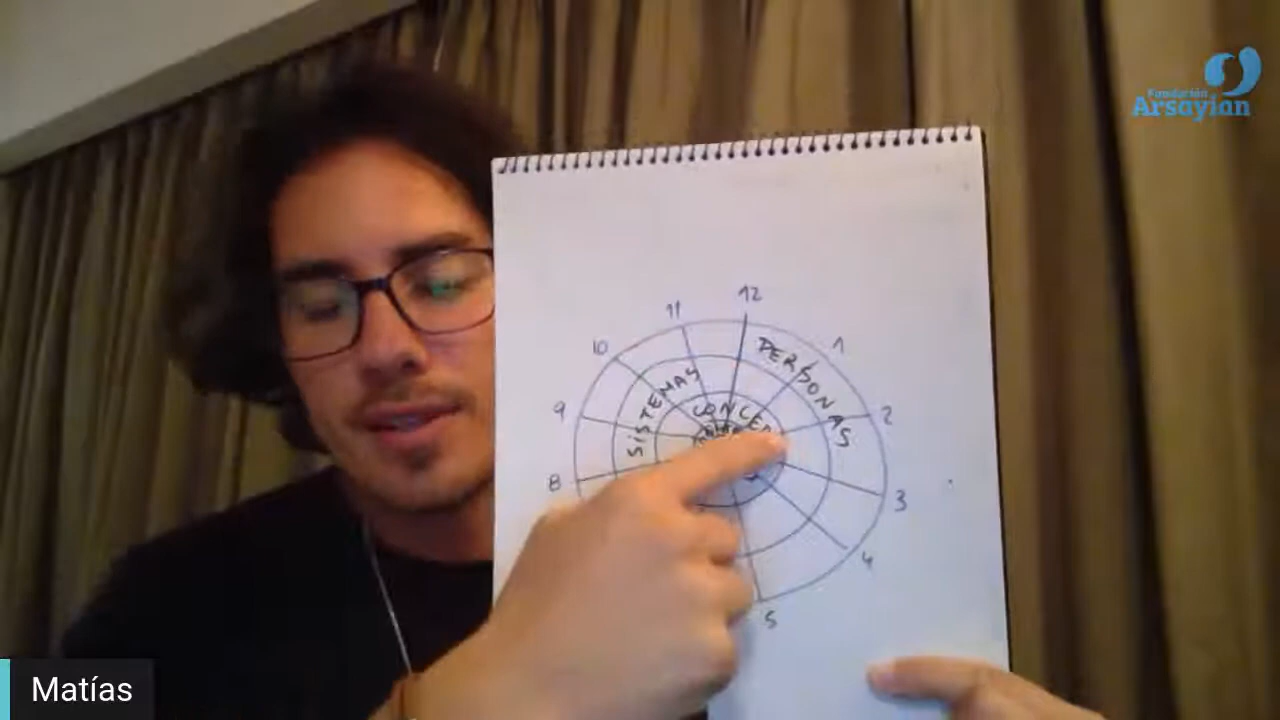 Fundación
Arsayian
12
11
1
10
PERSONAS
SISTEMAS
9
2
8
3
4
5
Matías